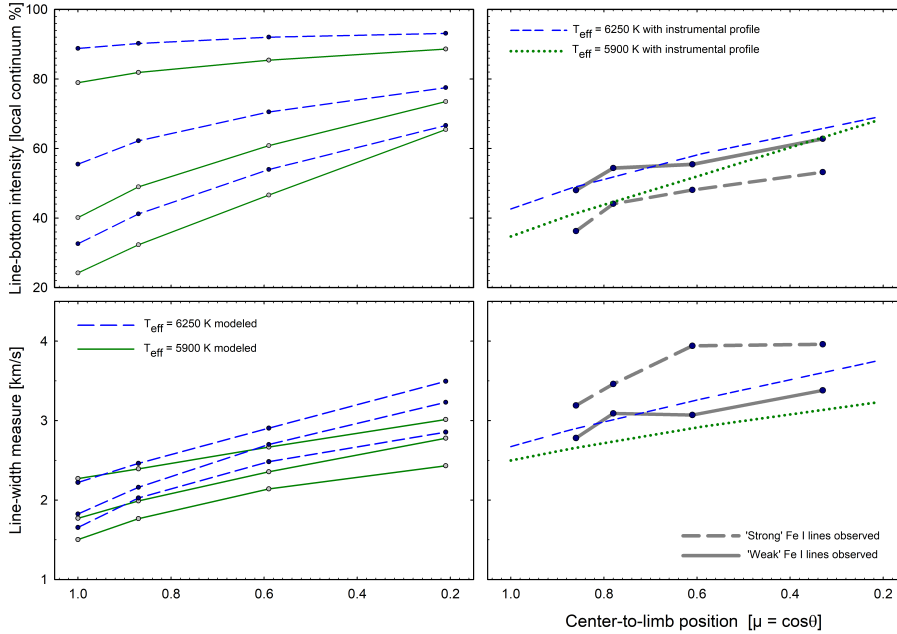 Line-bottom intensity [local continuum %]
100
80
60
40
20
T_eff = 6250 K with instrumental profile
T_eff = 5900 K with instrumental profile
Line-width measure [km/s]
4
3
2
1
T_eff = 6250 K modeled
T_eff = 5900 K modeled
'Strong' Fe I lines observed
'Weak' Fe I lines observed
1.0 0.8 0.6 0.4 0.2
1.0 0.8 0.6 0.4 0.2
Center-to-limb position [μ = cosθ]